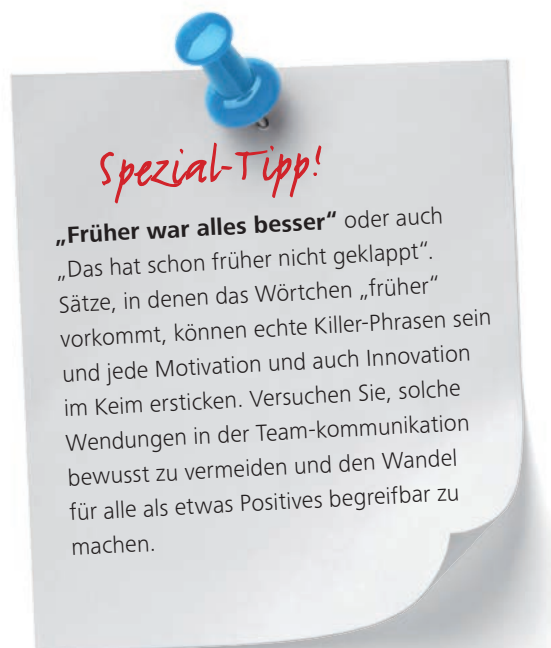 Spezial-Tipp!
„Früher war alles besser“ oder auch
„Das hat schon früher nicht geklappt“.
Sätze, in denen das Wörtchen „früher“
vorkommt, können echte Killer-Phrasen sein
und jede Motivation und auch Innovation
im Keim ersticken. Versuchen Sie, solche
Wendungen in der Team-kommunikation
bewusst zu vermeiden und den Wandel
für alle als etwas Positives begreifbar zu
machen.